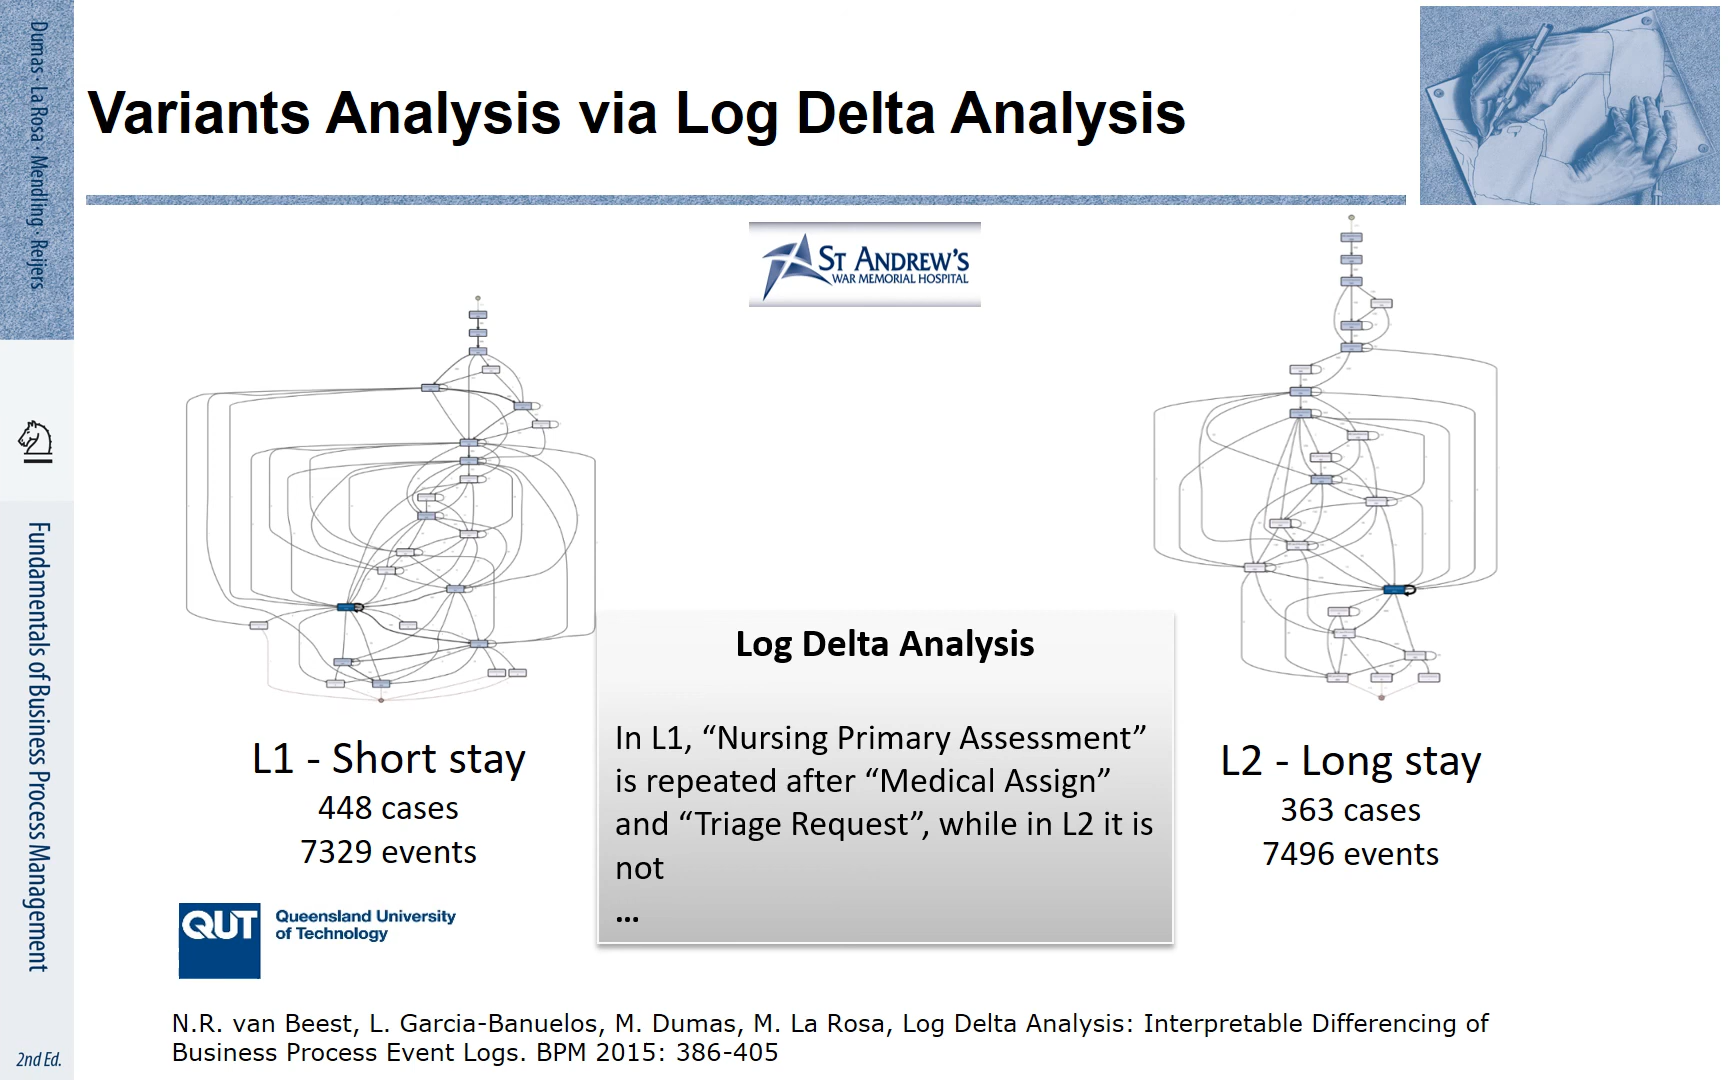 Dumas · La Rosa · Mendling · Reijers
Fundamentals of Business Process Management
2nd Ed.
Variants Analysis via Log Delta Analysis
ST ANDREW'S
WAR MEMORIAL HOSPITAL
L1 - Short stay
448 cases
7329 events
Log Delta Analysis
In L1, “Nursing Primary Assessment”
is repeated after “Medical Assign”
and “Triage Request”, while in L2 it is
not
...
L2 - Long stay
363 cases
7496 events
QUT
Queensland University
of Technology
N.R. van Beest, L. Garcia-Banuelos, M. Dumas, M. La Rosa, Log Delta Analysis: Interpretable Differencing of
Business Process Event Logs. BPM 2015: 386-405